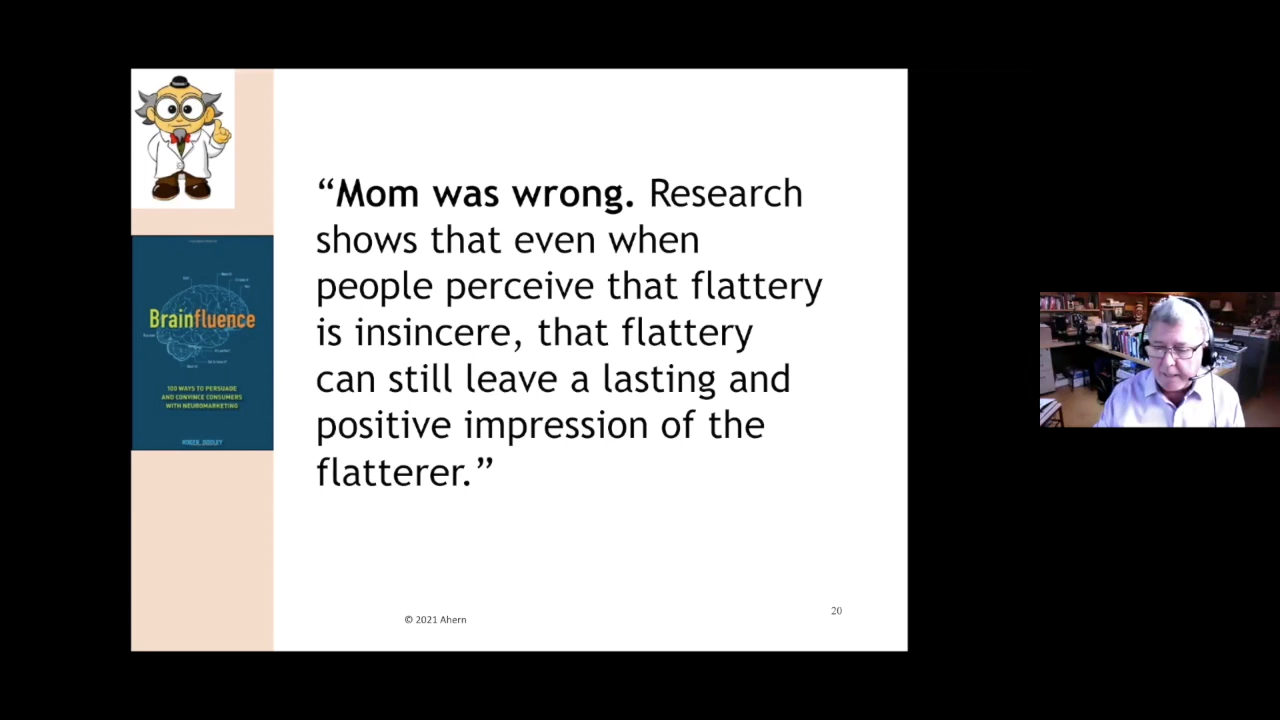 “Mom was wrong. Research
shows that even when
people perceive that flattery
is insincere, that flattery
can still leave a lasting and
positive impression of the
flatterer.”
Brainfluence
100 WAYS TO PERSUADE
AND CONVINCE CONSUMERS
WITH NEUROMARKETING
ROGER DOOLEY
© 2021 Ahern
20